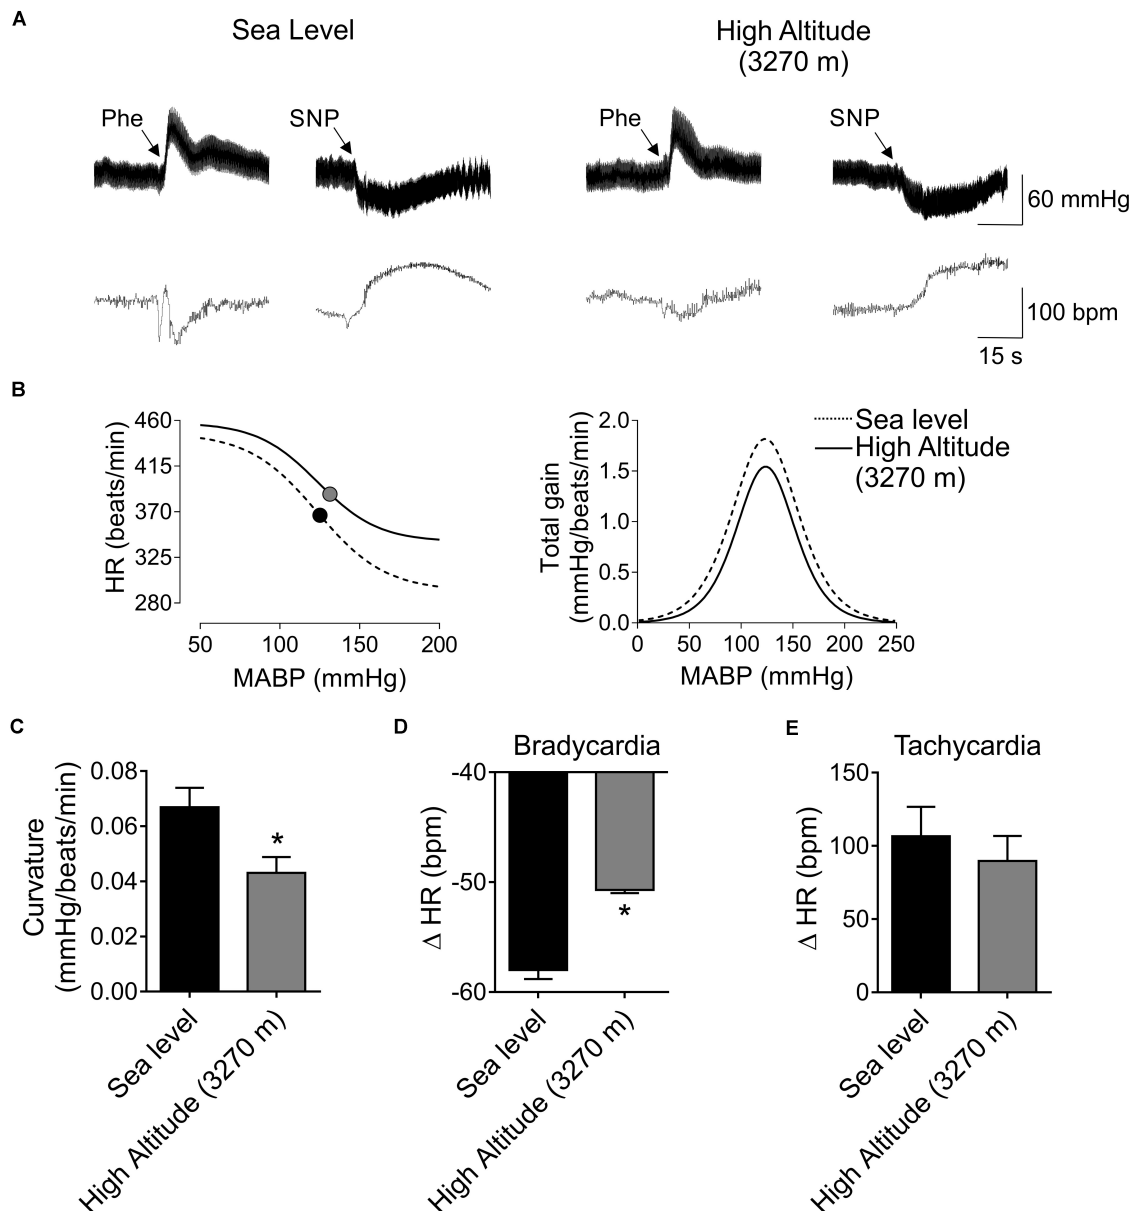 A
Sea Level
High Altitude
(3270 m)
Phe
SNP
Phe
SNP
60 mmHg
100 bpm
15 s
B
HR (beats/min)
460
415
370
325
280
50
100
150
200
MABP (mmHg)
Total gain
(mmHg/beats/min)
2.0
1.5
1.0
0.5
0.0
0
50
100
150
200
250
MABP (mmHg)
Sea level
High Altitude
(3270 m)
C
Curvature
(mmHg/beats/min)
0.08
0.06
0.04
0.02
0.00
*
Sea level
High Altitude (3270 m)
D
Bradycardia
Δ HR (bpm)
-40
-50
-60
*
Sea level
High Altitude (3270 m)
E
Tachycardia
Δ HR (bpm)
150
100
50
0
Sea level
High Altitude (3270 m)